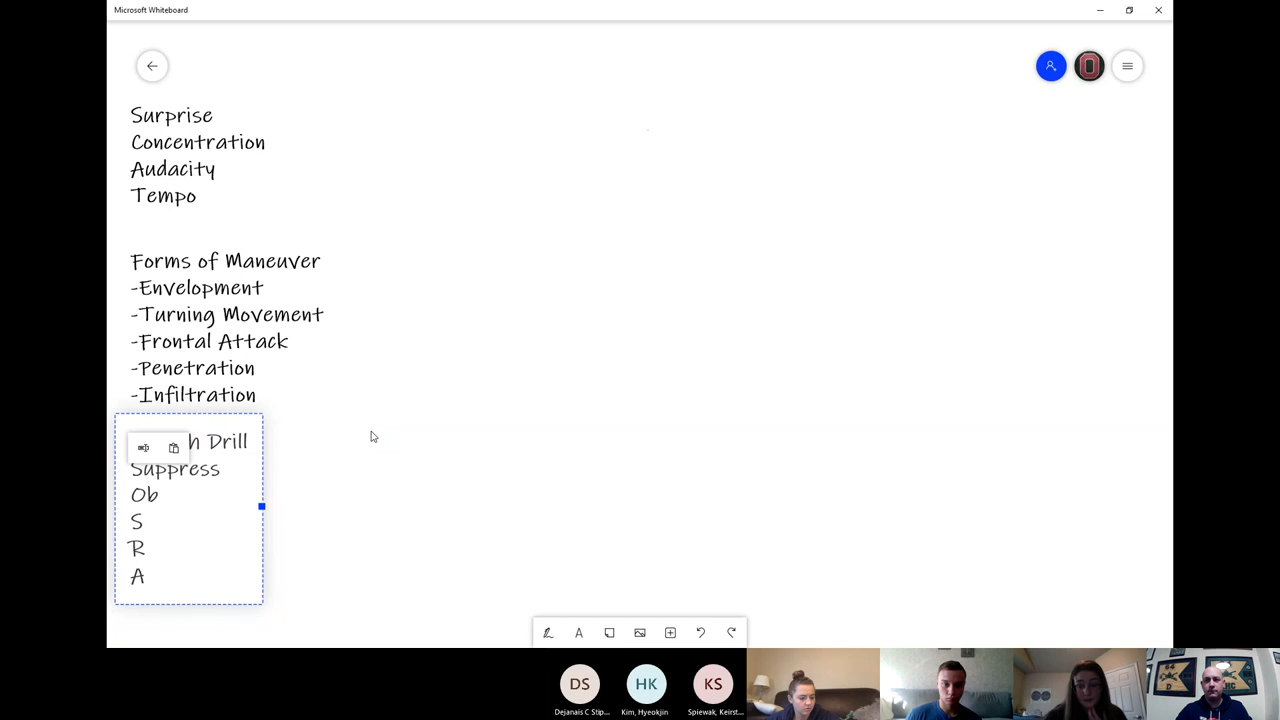 Microsoft Whiteboard
Surprise
Concentration
Audacity
Tempo
Forms of Maneuver
-Envelopment
-Turning Movement
-Frontal Attack
-Penetration
-Infiltration
Drill
Suppress
Ob
S
R
A
DS HK KS
Dejanais C Stip... Kim, Hyeokjin Spiewak, Keirst...